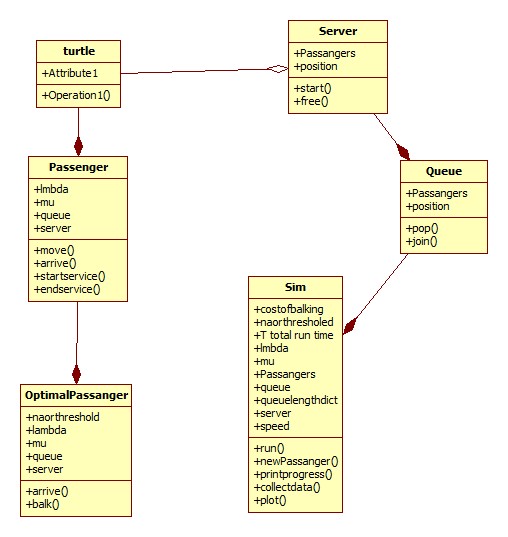 turtle
+Attribute1
+Operation1()
Server
+Passangers
+position
+start()
+free()
Passenger
+lmbda
+mu
+queue
+server
+move()
+arrive()
+startservice()
+endservice()
Queue
+Passangers
+position
+pop()
+join()
Sim
+costofbalking
+naorthresholed
+T total run time
+lmbda
+mu
+Passangers
+queue
+queuelengthdict
+server
+speed
+run()
+newPassanger()
+printprogress()
+collectdata()
+plot()
OptimalPassanger
+naorthreshold
+lambda
+mu
+queue
+server
+arrive()
+balk()